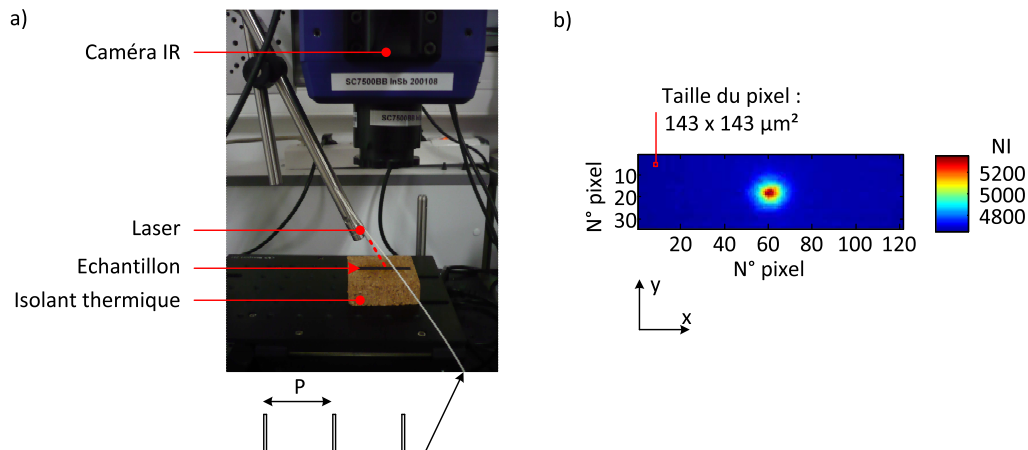 a)
Caméra IR
SC7500BB InSb 200108
SC7500BB
Laser
Echantillon
Isolant thermique
P
b)
Taille du pixel :
143 x 143 µm²
NI
5200
5000
4800
N° pixel
10
20
30
20 40 60 80 100 120
N° pixel
y
x